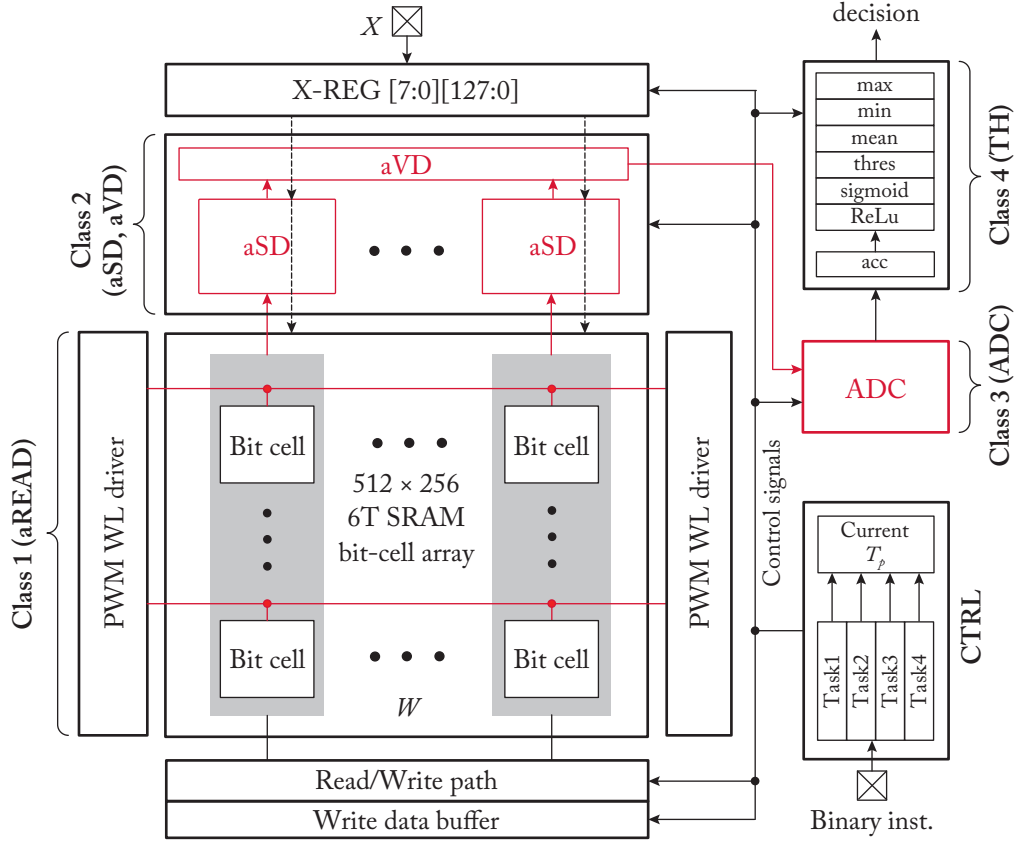 X
X-REG [7:0][127:0]
Class 2
(aSD, aVD)
aVD
aSD
aSD
Class 1 (aREAD)
PWM WL driver
Bit cell
Bit cell
512 × 256
6T SRAM
bit-cell array
Bit cell
Bit cell
W
PWM WL driver
Read/Write path
Write data buffer
Control signals
decision
max
min
mean
thres
sigmoid
ReLu
acc
Class 4 (TH)
ADC
Class 3 (ADC)
Current
Tp
Task1
Task2
Task3
Task4
CTRL
Binary inst.